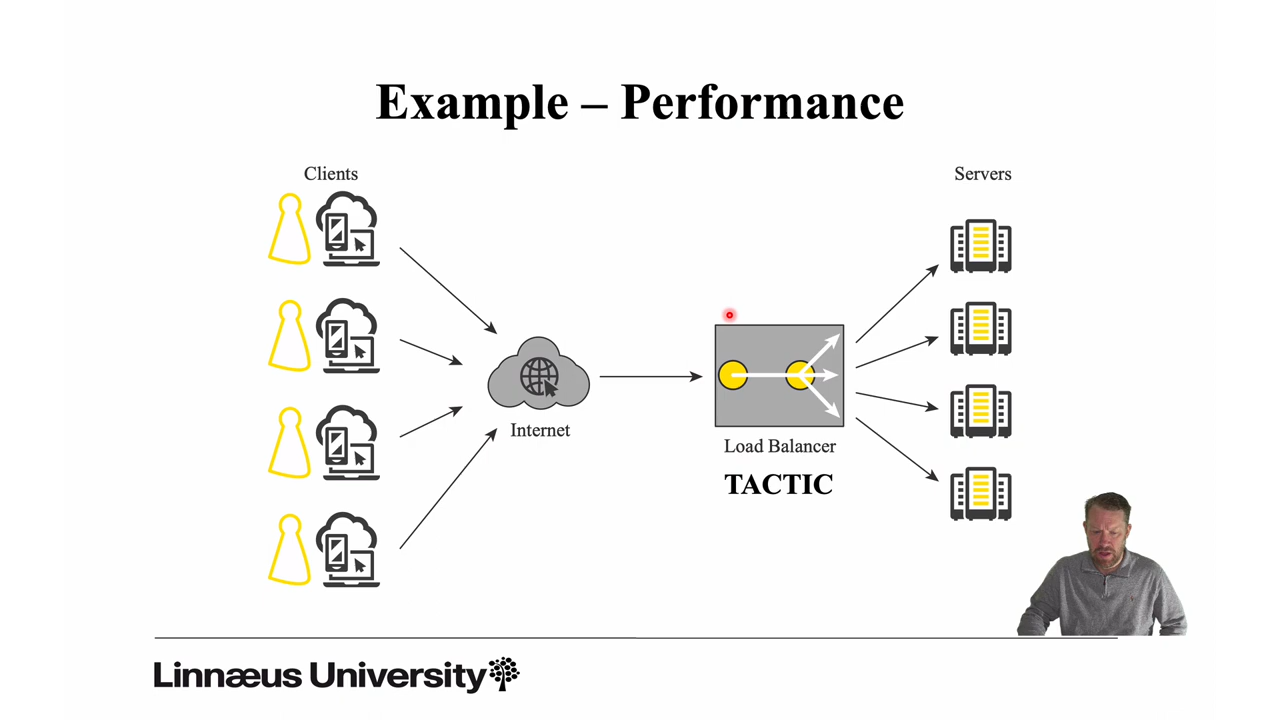 Example – Performance
Clients
Servers
Internet
Load Balancer
TACTIC
Linnæus University